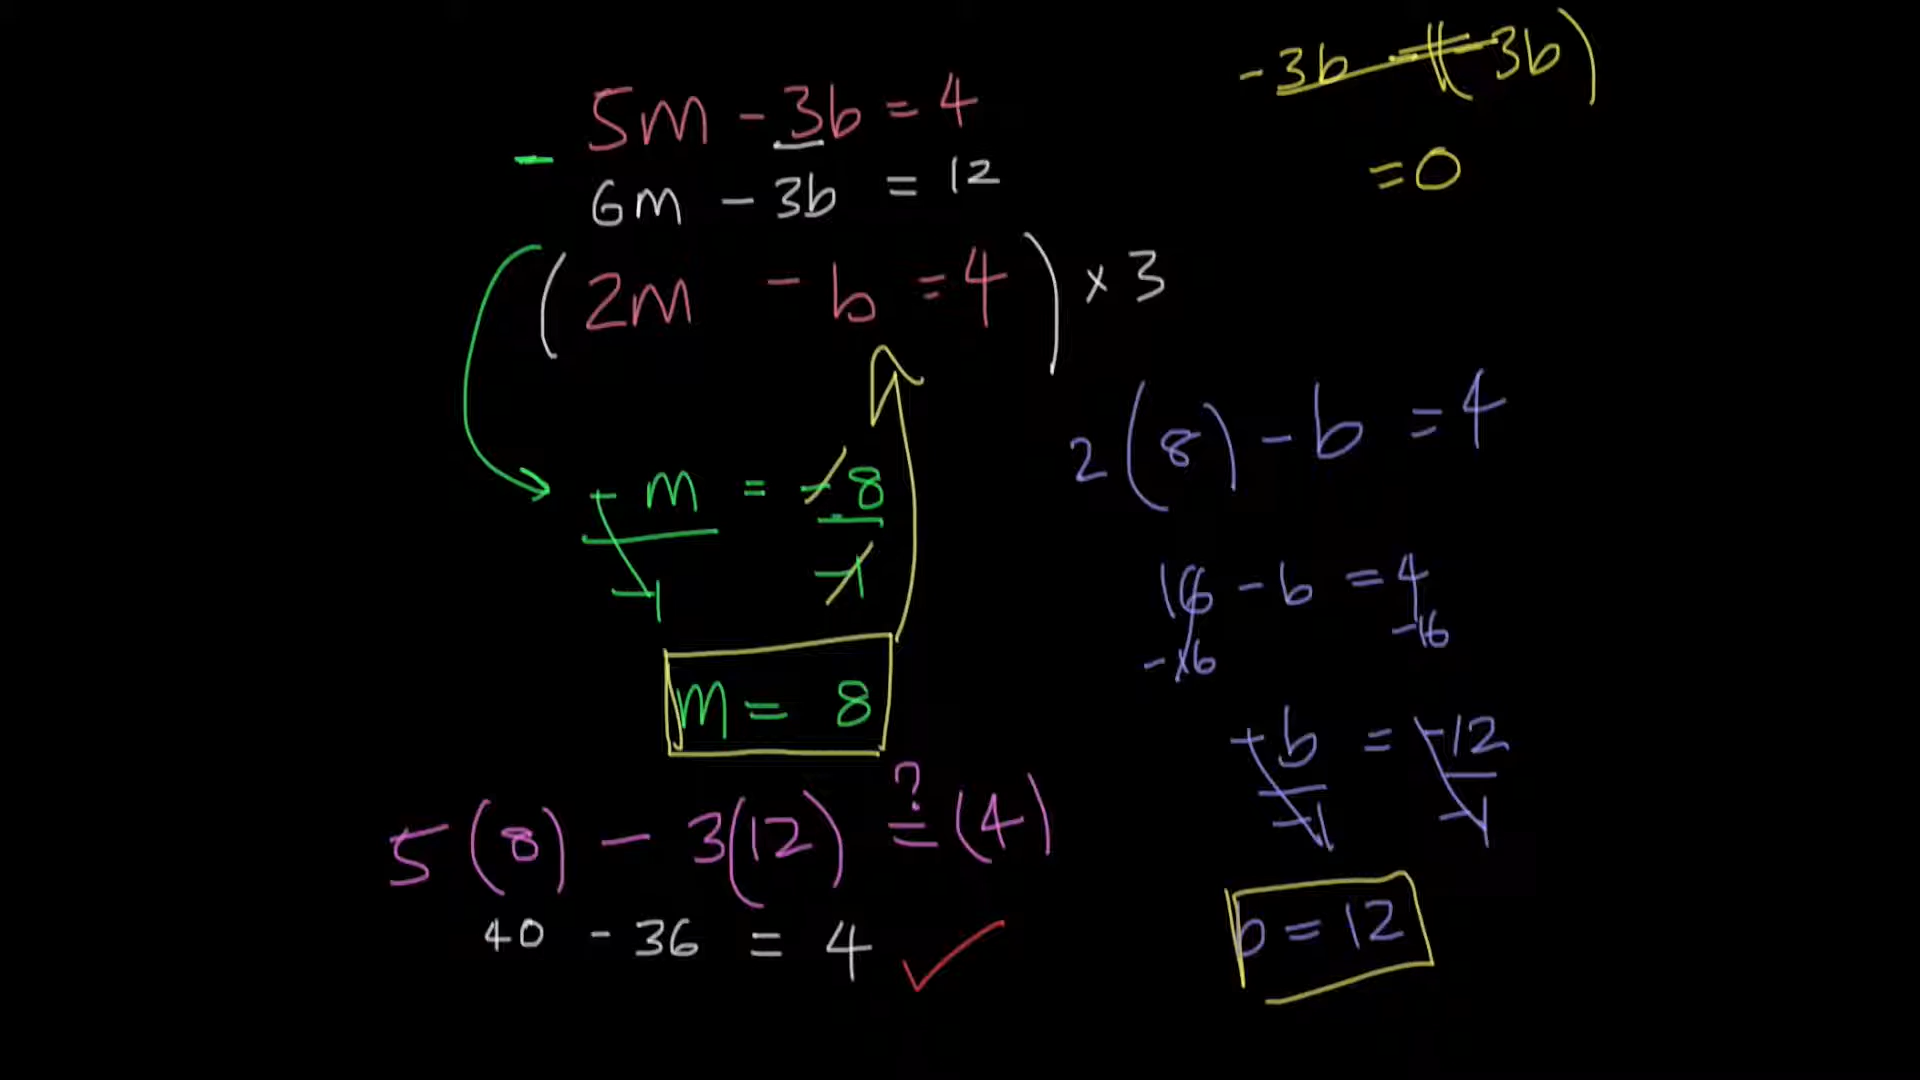 5m - 3b = 4
-
6m - 3b = 12
(2m - b = 4) x 3
-m = -8
-1 -1
m = 8
5(8) - 3(12) ?= (4)
40 - 36 = 4 ✓
-3b - (-3b)
= 0
2(8) - b = 4
16 - b = 4
-16 -16
-b = -12
-1 -1
b = 12